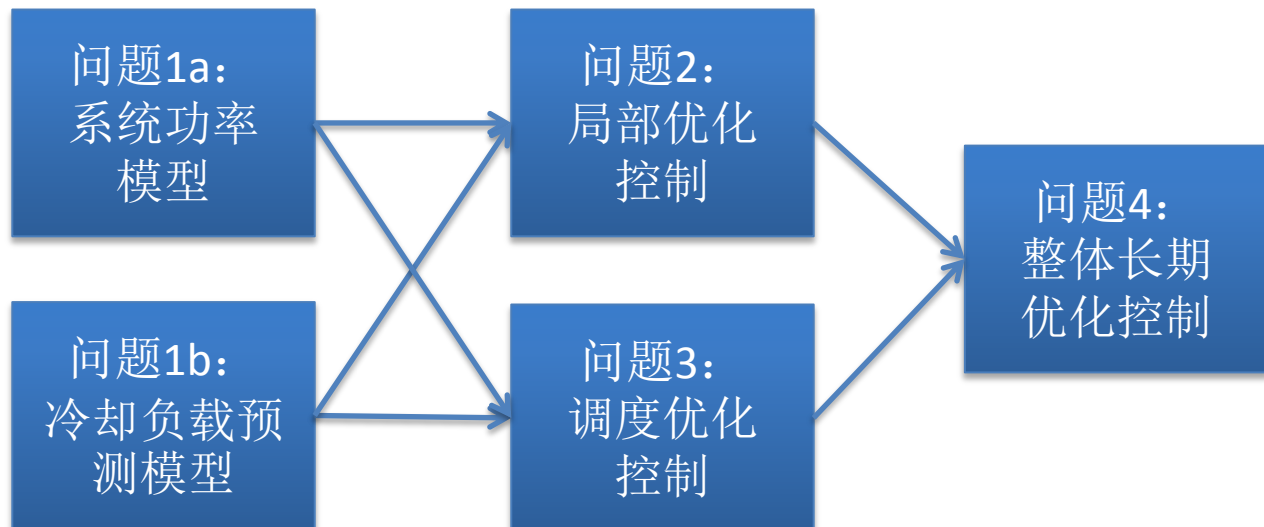 问题1a：
系统功率
模型
问题1b：
冷却负载预
测模型
问题2：
局部优化
控制
问题3：
调度优化
控制
问题4：
整体长期
优化控制